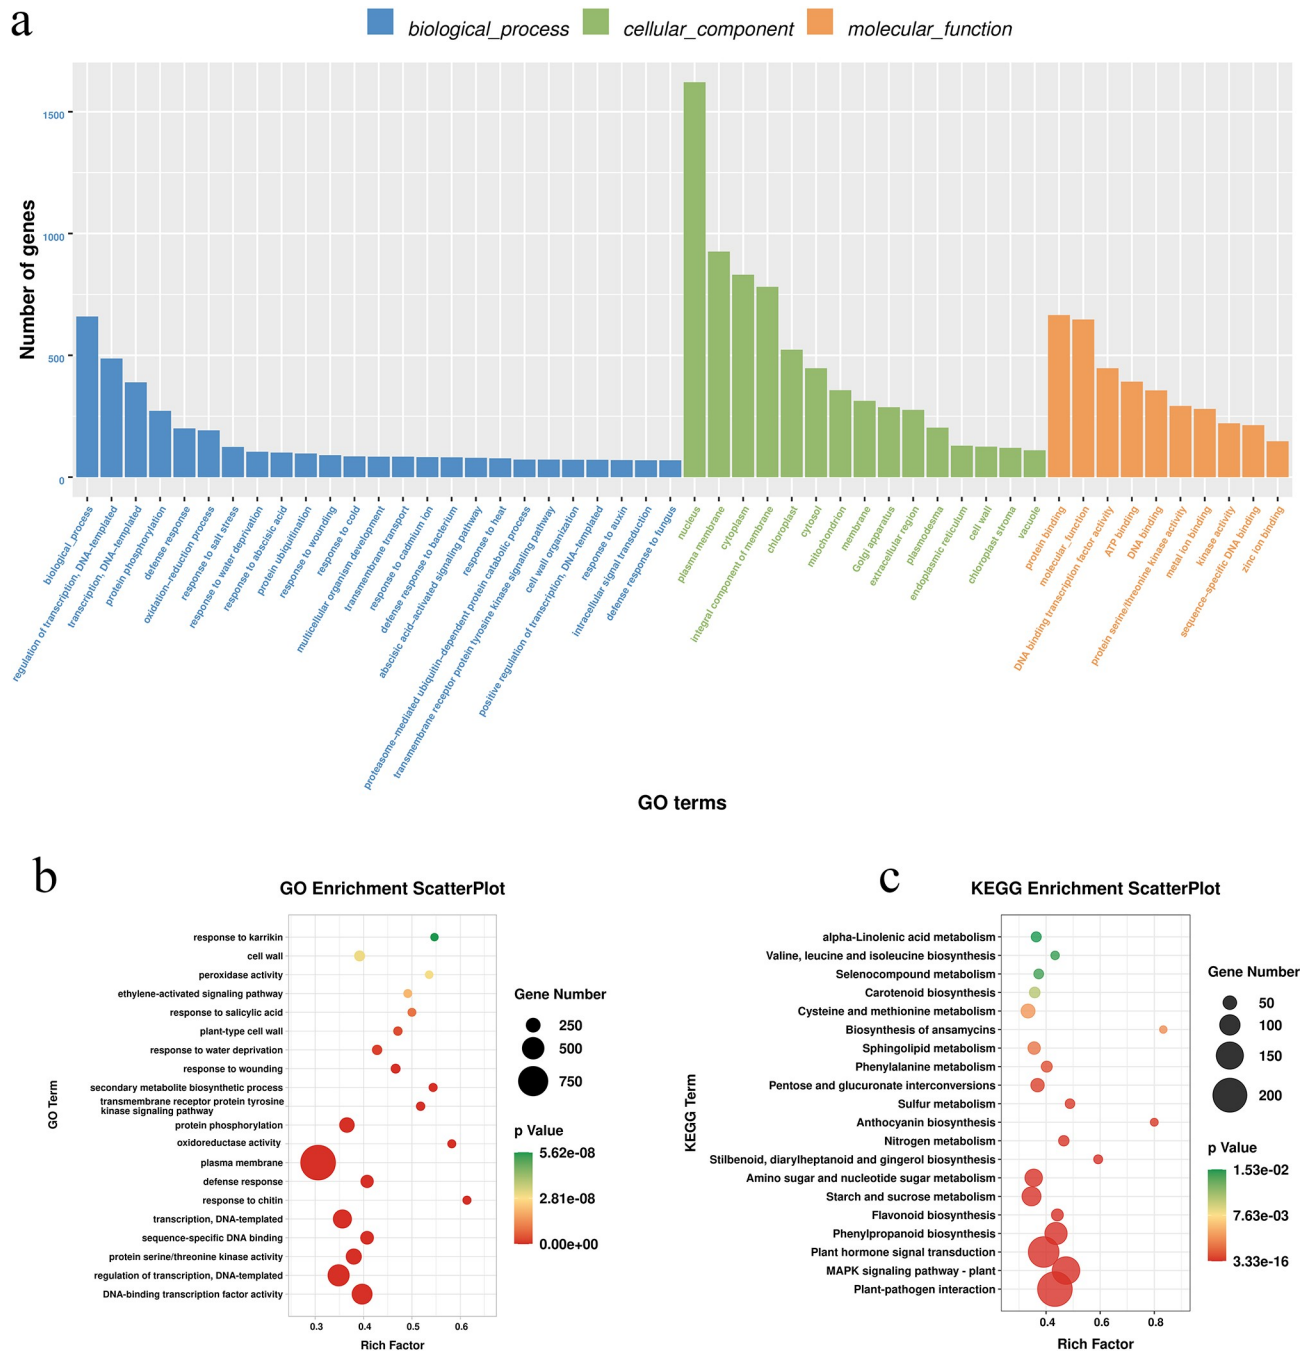 a
biological_process cellular_component molecular_function
Number of genes
1500
1000
500
0
biological_process
regulation of transcription, DNA−templated
transcription, DNA−templated
protein phosphorylation
defense response
oxidation−reduction process
response to salt stress
response to water deprivation
response to abscisic acid
protein ubiquitination
response to wounding
response to cold
multicellular organism development
transmembrane transport
response to cadmium ion
defense response to bacterium
abscisic acid−activated signaling pathway
response to heat
proteasome−mediated ubiquitin−dependent protein catabolic process
transmembrane receptor protein tyrosine kinase signaling pathway
cell wall organization
positive regulation of transcription, DNA−templated
response to auxin
intracellular signal transduction
defense response to fungus
nucleus
plasma membrane
cytoplasm
integral component of membrane
chloroplast
cytosol
mitochondrion
membrane
Golgi apparatus
extracellular region
plasmodesma
endoplasmic reticulum
cell wall
chloroplast stroma
vacuole
protein binding
molecular_function
DNA binding transcription factor activity
ATP binding
DNA binding
protein serine/threonine kinase activity
metal ion binding
kinase activity
sequence−specific DNA binding
zinc ion binding
GO terms
b
GO Enrichment ScatterPlot
GO Term
response to karrikin
cell wall
peroxidase activity
ethylene-activated signaling pathway
response to salicylic acid
plant-type cell wall
response to water deprivation
response to wounding
secondary metabolite biosynthetic process
transmembrane receptor protein tyrosine
kinase signaling pathway
protein phosphorylation
oxidoreductase activity
plasma membrane
defense response
response to chitin
transcription, DNA-templated
sequence-specific DNA binding
protein serine/threonine kinase activity
regulation of transcription, DNA-templated
DNA-binding transcription factor activity
0.3 0.4 0.5 0.6
Rich Factor
Gene Number
250
500
750
p Value
5.62e-08
2.81e-08
0.00e+00
c
KEGG Enrichment ScatterPlot
KEGG Term
alpha-Linolenic acid metabolism
Valine, leucine and isoleucine biosynthesis
Selenocompound metabolism
Carotenoid biosynthesis
Cysteine and methionine metabolism
Biosynthesis of ansamycins
Sphingolipid metabolism
Phenylalanine metabolism
Pentose and glucuronate interconversions
Sulfur metabolism
Anthocyanin biosynthesis
Nitrogen metabolism
Stilbenoid, diarylheptanoid and gingerol biosynthesis
Amino sugar and nucleotide sugar metabolism
Starch and sucrose metabolism
Flavonoid biosynthesis
Phenylpropanoid biosynthesis
Plant hormone signal transduction
MAPK signaling pathway - plant
Plant-pathogen interaction
0.4 0.6 0.8
Rich Factor
Gene Number
50
100
150
200
p Value
1.53e-02
7.63e-03
3.33e-16